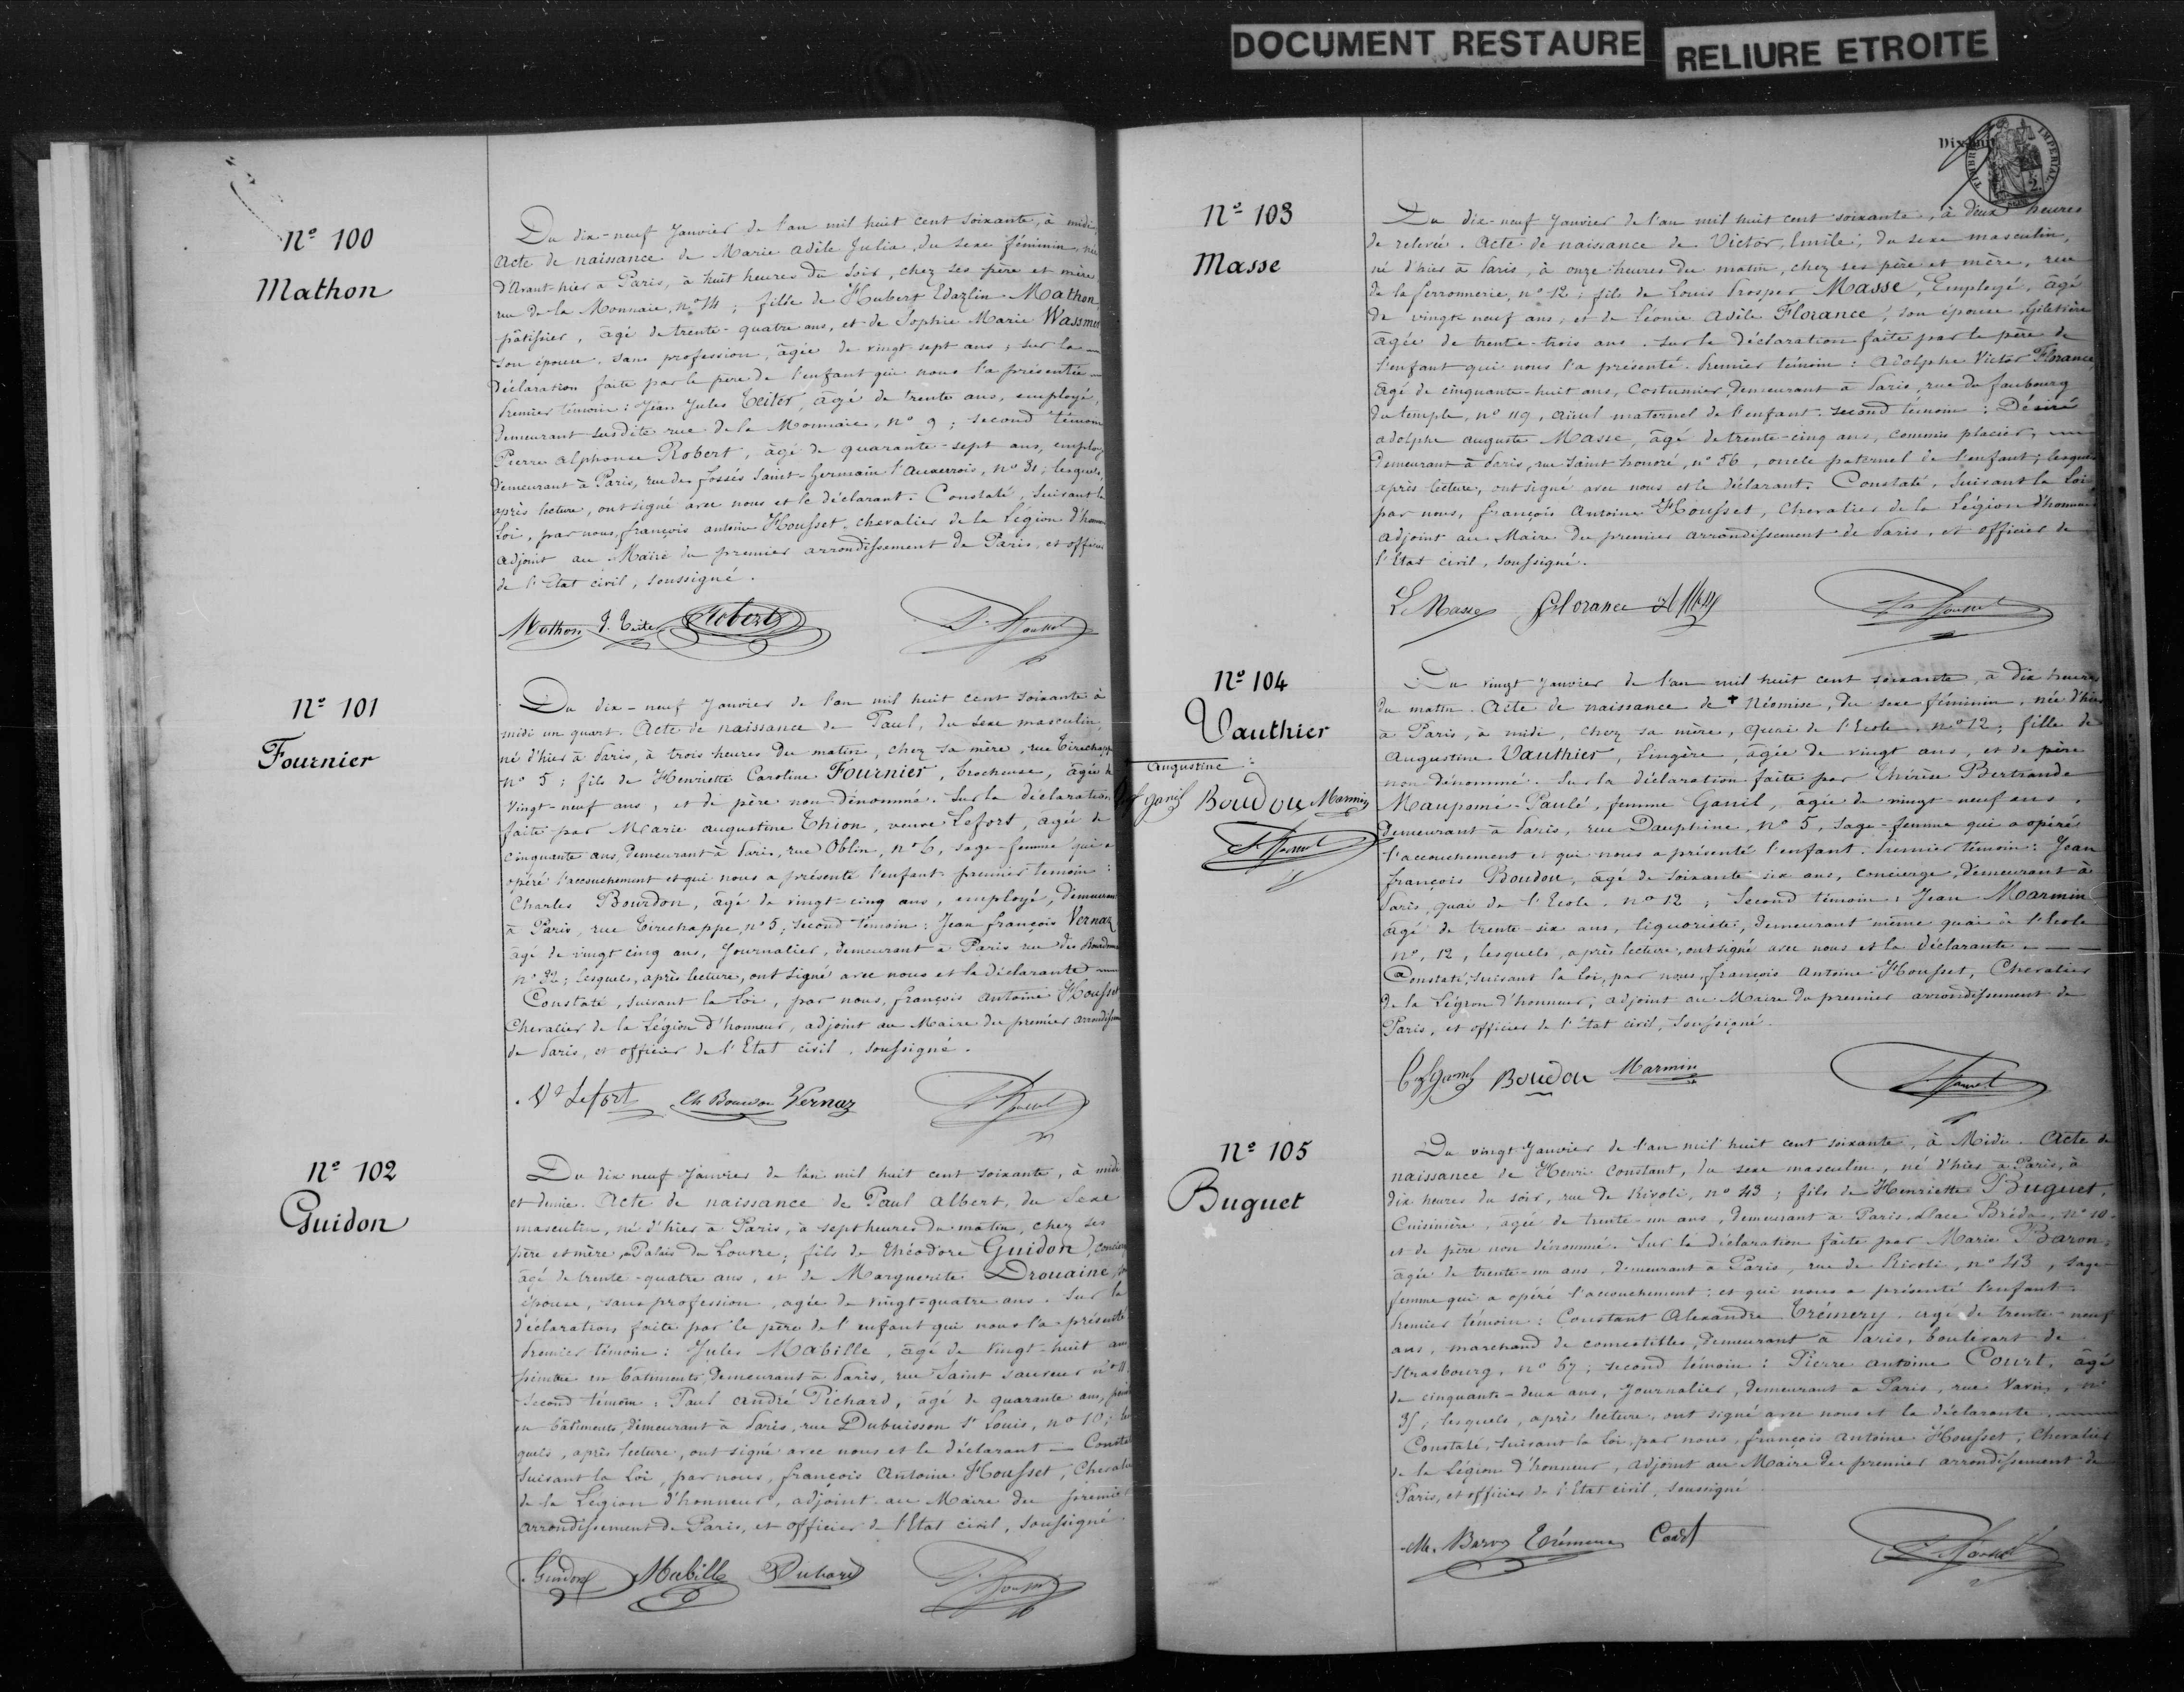 DOCUMENT RESTAURE
RELIURE ETROITE
Nº 100
Mathon
Du dix-neuf Janvier de l'an mil huit cent soixante, à midi,
Acte de naissance de Marie Adèle Julia, du sexe féminin, née
d'Avant-hier à Paris, à huit heures du soir, chez ses père et mère
rue de la Monnaie, nº 14 ; fille de Hubert Edazlin Mathon,
pâtissier, âgé de trente-quatre ans, et de Sophie Marie Wassmer
son épouse, sans profession, âgée de vingt-sept ans ; sur la
déclaration faite par le père de l'enfant qui nous l'a présentée
Premier témoin : Jean Jules Teiter, âgé de trente ans, employé,
demeurant susdite rue de la Monnaie, nº 9 ; second témoin
Pierre Alphonse Robert, âgé de quarante-sept ans, employé
demeurant à Paris, rue des fossés Saint-Germain l'Auxerrois, nº 31 ; lesquels,
après lecture, ont signé avec nous et le déclarant. Constaté, suivant la
Loi, par nous, françois antoine Housset, chevalier de la Légion d'honneur
adjoint au Maire du premier arrondissement de Paris, et officier
de l'Etat civil, soussigné.
Mathon J. Teiter Robert
Nº 101
Fournier
Du dix-neuf Janvier de l'an mil huit cent soixante à
midi un quart. Acte de naissance de Paul, du sexe masculin,
né d'hier à Paris, à trois heures du matin, chez sa mère, rue Tirechappe
nº 5 ; fils de Henriette Caroline Fournier, brocheuse, âgée de
vingt-neuf ans, et de père non dénommé. Sur la déclaration
faite par Marie augustine Thion, veuve Lefort, âgée de
cinquante ans, demeurant à Paris, rue Oblin, nº 6, sage-femme qui a
opéré l'accouchement et qui nous a présenté l'enfant. premier témoin :
Charles Bourdon, âgé de vingt-cinq ans, employé, demeurant
à Paris, rue Tirechappe, nº 5 ; second témoin : Jean françois Vernaz
âgé de vingt cinq ans, Journalier, demeurant à Paris rue des Bourdonnais
nº 32 ; lesquels, après lecture, ont signé avec nous et la déclarante
Constaté, suivant la Loi, par nous, françois antoine Housset
Chevalier de la Légion d'honneur, adjoint au Maire du premier arrondissement
de Paris, et officier de l'Etat civil, soussigné.
Vᵉ Lefort Ch Bourdon Vernaz
Nº 102
Guidon
Du dix neuf Janvier de l'an mil huit cent soixante, à midi
et demie. Acte de naissance de Paul albert, du Sexe
masculin, né d'hier à Paris, à sept heures du matin, chez ses
père et mère, Palais du Louvre ; fils de Théodore Guidon, concierge
âgé de trente-quatre ans, et de Marguerite Drouaine, son
épouse, sans profession, agée de vingt-quatre ans. Sur la
déclaration faite par le père de l'enfant qui nous l'a présenté
Premier témoin : Jules Mabille, âgé de vingt-huit ans
peintre en bâtiments, demeurant à Paris, rue Saint Sauveur nº 11
Second témoin : Paul andré Pichard, âgé de quarante ans, peintre
en bâtiments, demeurant à Paris, rue Dubuisson St Louis, nº 10 ; les
quels, après lecture, ont signé avec nous et le déclarant — Constaté
Suivant la Loi, par nous, françois Antoine Housset, Chevalier
de la Légion d'honneur, adjoint au Maire du premier
arrondissement de Paris, et officier de l'Etat civil, soussigné.
Guidon Mabille Pichard
TIMBRE IMPERIAL
Nº 103
Masse
Du dix-neuf Janvier de l'an mil huit cent soixante, à deux heures
de relevée. Acte de naissance de Victor, Emile, du sexe masculin,
né d'hier à Paris, à onze heures du matin, chez ses père et mère, rue
de la ferronnerie, nº 12 ; fils de Louis Prosper Masse, Employé, âgé
de vingt-neuf ans, et de Léonie Adèle Florance, son épouse, Giletière
âgée de trente-trois ans. Sur la déclaration faite par le père de
l'enfant qui nous l'a présenté. Premier témoin : Adolphe Victor Florance,
âgé de cinquante-huit ans, Costumier, demeurant à Paris, rue du faubourg
du temple, nº 119, aïeul maternel de l'enfant. second témoin : Désiré
adolphe auguste Masse, âgé de trente-cinq ans, commis placier,
demeurant à Paris, rue Saint honoré, nº 56, oncle paternel de l'enfant ; lesquels
après lecture, ont signé avec nous et le déclarant. Constaté, suivant la Loi
par nous, françois Antoine Housset, Chevalier de la Légion d'honneur
adjoint au Maire du premier arrondissement de Paris, et officier de
l'Etat civil, soussigné.
L. Masse Florance
Nº 104
Vauthier
Augustine :
Boudou Marmin
Du vingt Janvier de l'an mil huit cent soixante, à dix heures
du matin. Acte de naissance de + Néomise, du sexe féminin, née d'hier
à Paris, à midi, chez sa mère, Quai de l'Ecole, nº 12 ; fille de
Augustine Vauthier, Lingère, âgée de vingt ans, et de père
non dénommé. Sur la déclaration faite par Thérèse Bertrande
Maupomé-Paulé, femme Ganil, agée de vingt-neuf ans,
demeurant à Paris, rue Dauphine, nº 5, sage-femme qui a opéré
l'accouchement et qui nous a présenté l'enfant. Premier témoin : Jean
françois Boudou, âgé de soixante-six ans, concierge, demeurant à
Paris, quai de l'Ecole, nº 12 ; Second témoin : Jean Marmin
âgé de trente-six ans, liquoriste, demeurant même quai de l'Ecole
nº 12, lesquels, après lecture, ont signé avec nous et la déclarante
Constaté, suivant la Loi, par nous, françois Antoine Housset, Chevalier
de la Légion d'honneur, adjoint au Maire du premier arrondissement de
Paris, et officier de l'Etat civil, Soussigné.
Boudou Marmin
Nº 105
Buguet
Du vingt Janvier de l'an mil huit cent soixante, à Midi. Acte de
naissance de Henri Constant, du sexe masculin, né d'hier à Paris, à
dix heures du soir, rue de Rivoli, nº 43 ; fils de Henriette Buguet,
Cuisinière, agée de trente-un ans, demeurant à Paris, place Bréda, nº 10.
et de père non dénommé. Sur la déclaration faite par Marie Baron,
âgée de trente-un ans, demeurant à Paris, rue de Rivoli, nº 43, sage-
femme qui a opéré l'accouchement, et qui nous a présenté l'enfant
Premier témoin : Constant Alexandre Trémery, âgé de trente-neuf
ans, marchand de comestibles, demeurant à Paris, boulevart de
Strasbourg, nº 67 ; second témoin : Pierre antoine Court, âgé
de cinquante-deux ans, Journalier, demeurant à Paris, rue Vavin, nº
35, lesquels, après lecture, ont signé avec nous et la déclarante.
Constaté, suivant la Loi, par nous, françois Antoine Housset, Chevalier
de la Légion d'honneur, adjoint au Maire du premier arrondissement de
Paris, et officier de l'Etat civil, soussigné
M. Baron Trémery Court